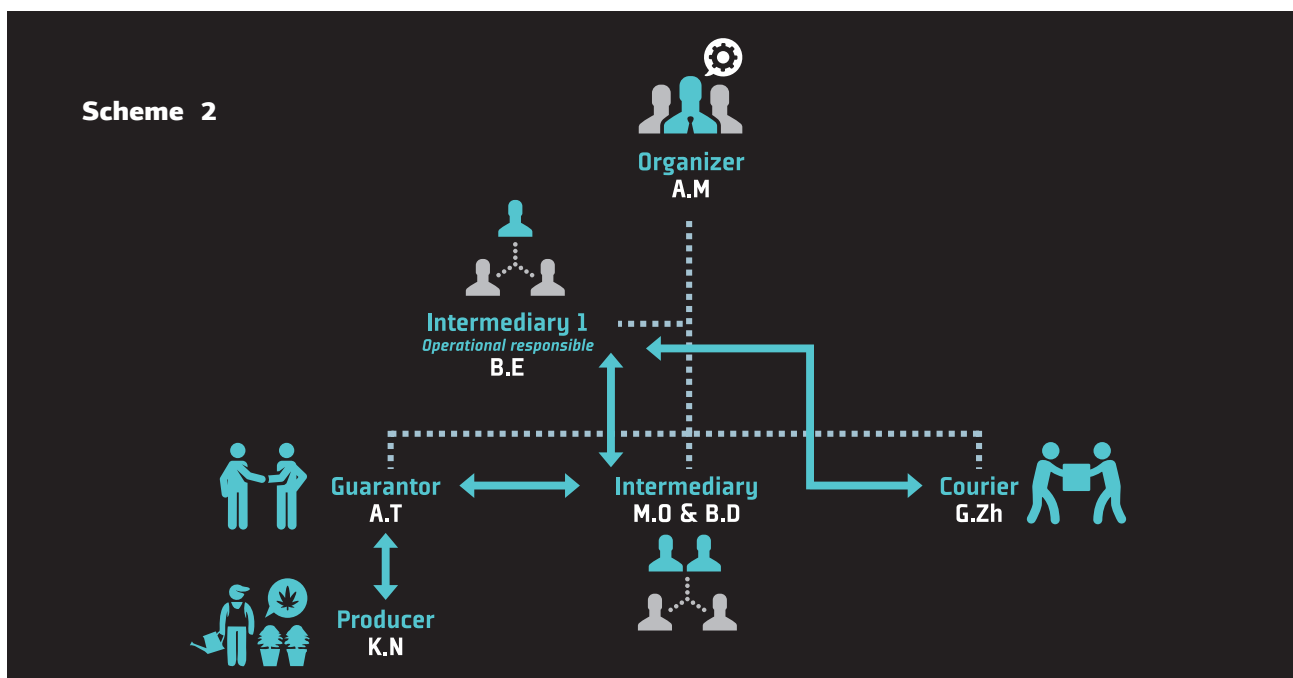 Scheme 2
Organizer
A.M
Intermediary 1
Operational responsible
B.E
Guarantor
A.T
Intermediary
M.O & B.D
Courier
G.Zh
Producer
K.N